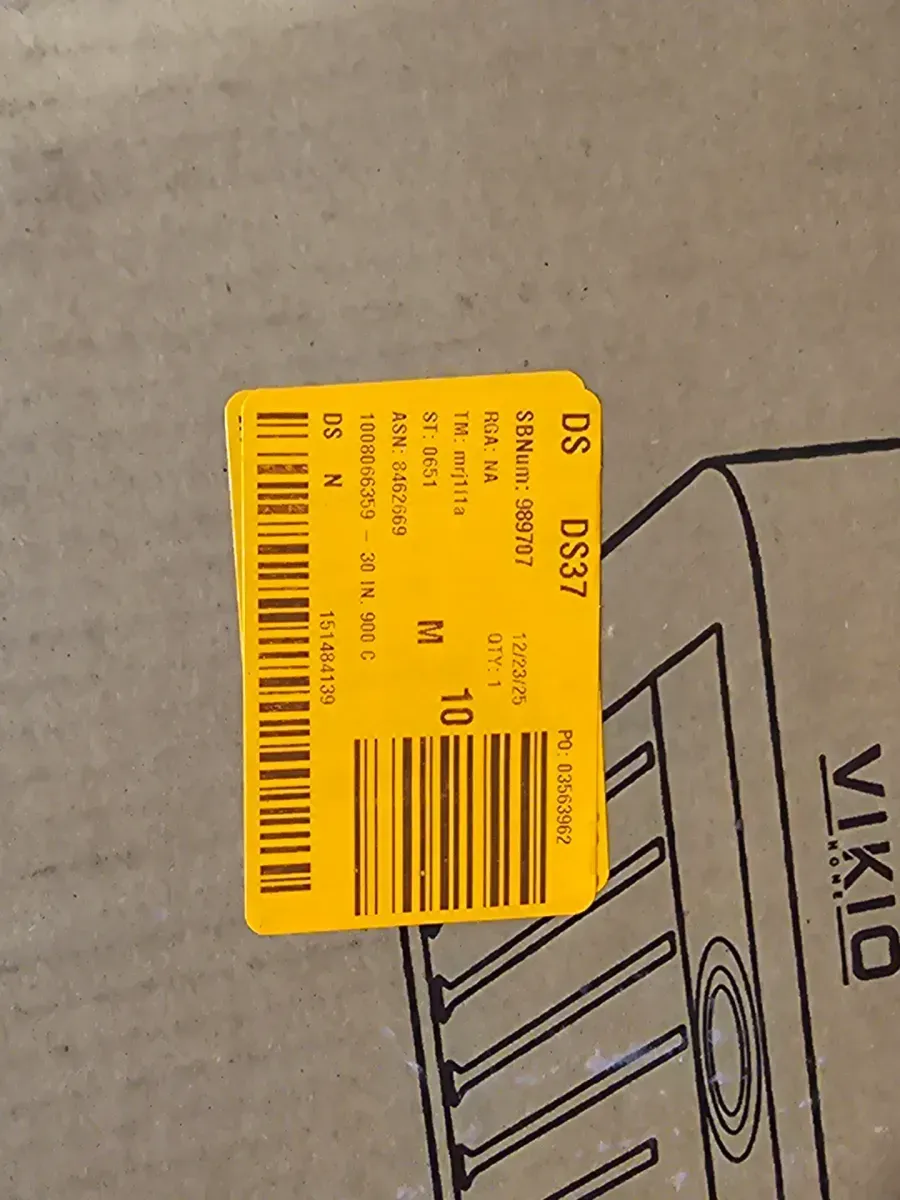 DS DS37
PO: 03563962
SBNum: 989707 12/23/25
RGA: NA QTY: 1
TM: mrj1f1a
10
ST: 0651 M
ASN: 8462669
1008066359 - 30 IN. 900 C
DS N 151484139
VIKIO
HOME